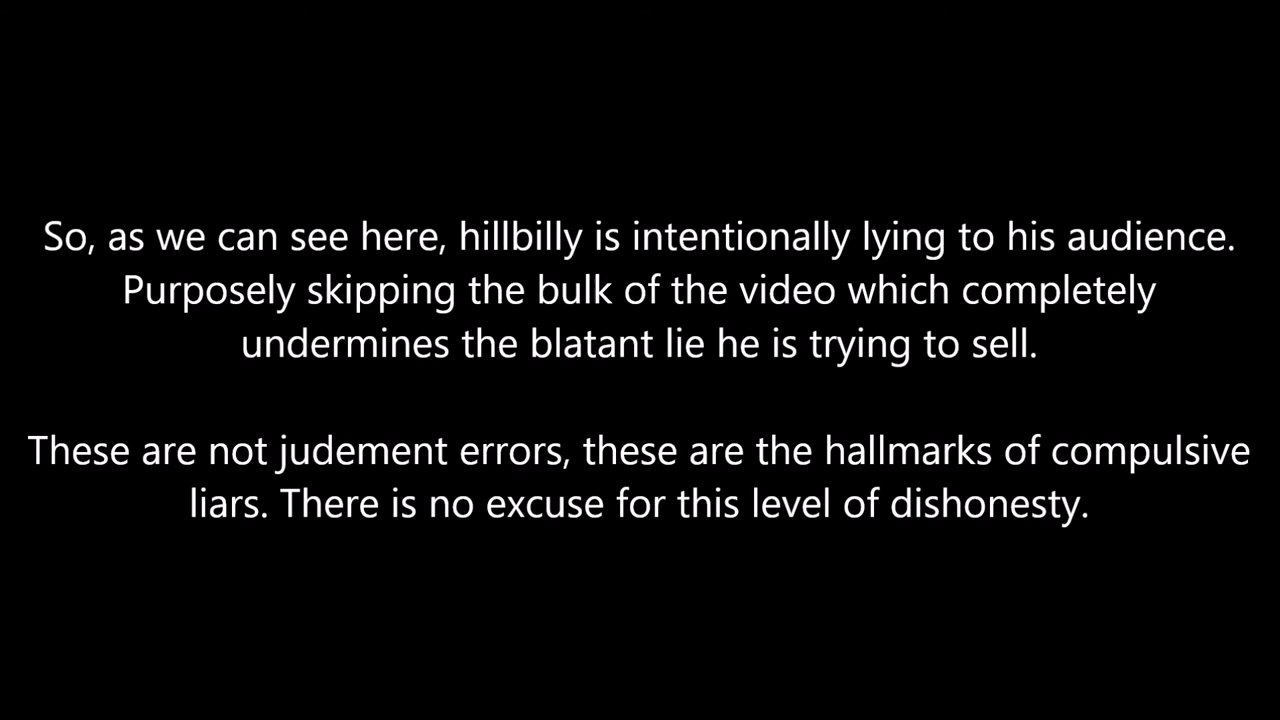 So, as we can see here, hillbilly is intentionally lying to his audience.
Purposely skipping the bulk of the video which completely
undermines the blatant lie he is trying to sell.
These are not judement errors, these are the hallmarks of compulsive
liars. There is no excuse for this level of dishonesty.